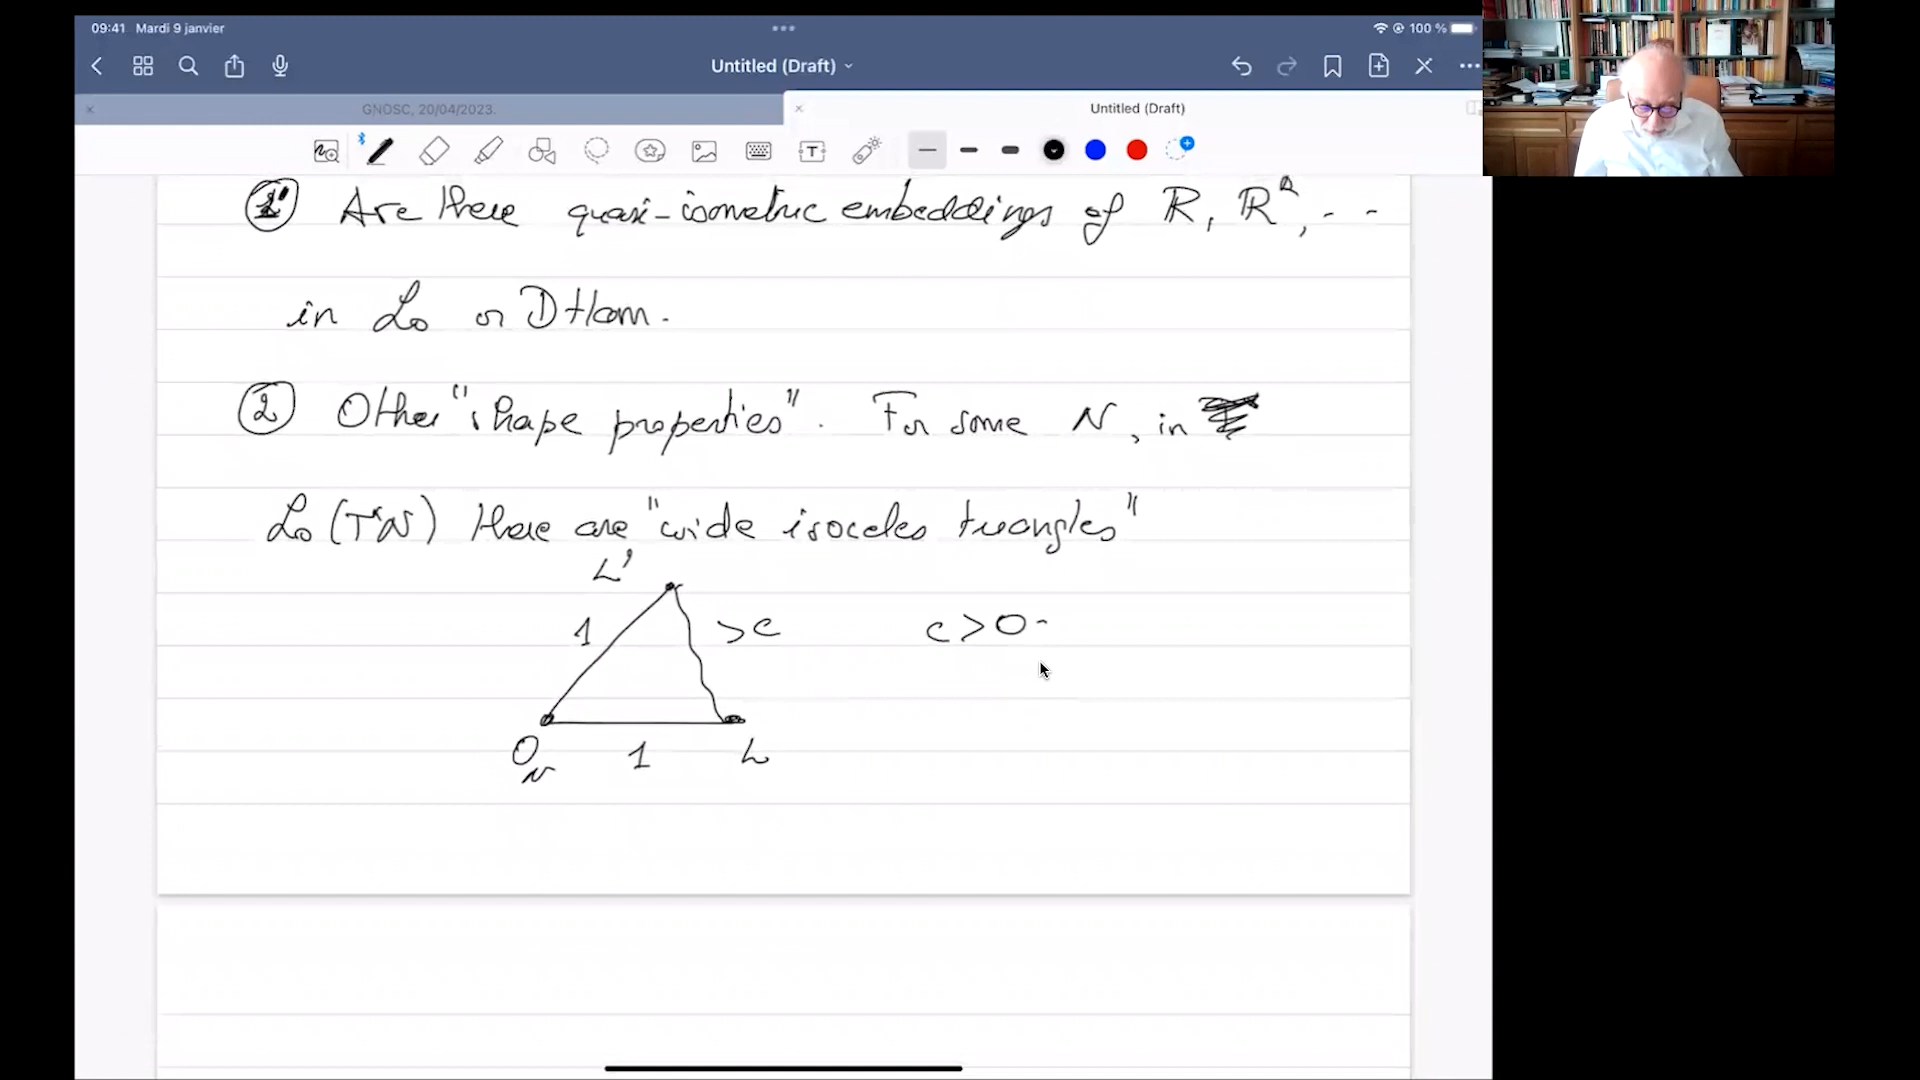 09:41 Mardi 9 janvier
100 %
Untitled (Draft)
GNOSC, 20/04/2023.
Untitled (Draft)
T
1' Are there quasi-isometric embeddings of ℝ, ℝ^k, ...
in 𝓛₀ or DHam.
2 Other "shape properties". For some N, in
𝓛₀(T*N) there are "wide isoceles triangles"
L'
1 >c c>0.
O_N 1 L